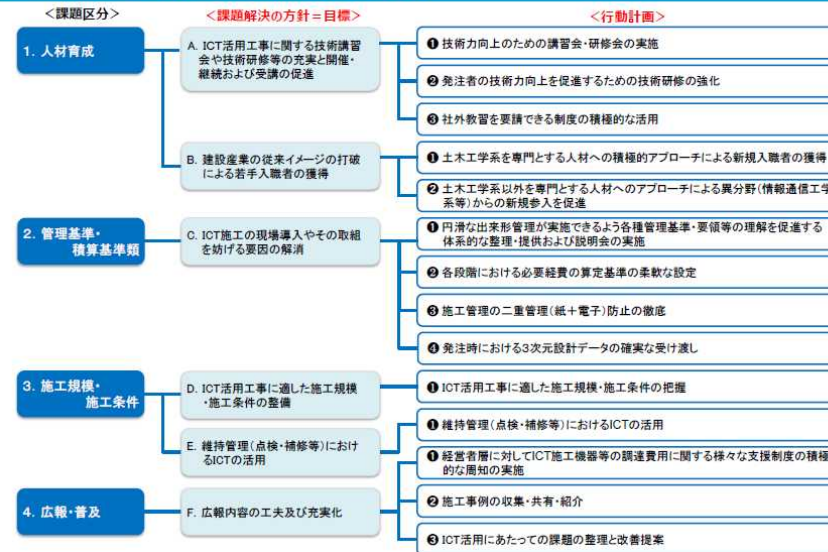 <課題区分>
<課題解決の方針=目標>
<行動計画>
1. 人材育成
A. ICT活用工事に関する技術講習
会や技術研修等の充実と開催・
継続および受講の促進
❶ 技術力向上のための講習会・研修会の実施
❷ 発注者の技術力向上を促進するための技術研修の強化
❸ 社外教習を要請できる制度の積極的な活用
B. 建設産業の従来イメージの打破
による若手入職者の獲得
❶ 土木工学系を専門とする人材への積極的アプローチによる新規入職者の獲得
❷ 土木工学系以外を専門とする人材へのアプローチによる異分野(情報通信工学
系等)からの新規参入を促進
2. 管理基準・
積算基準類
C. ICT施工の現場導入やその取組
を妨げる要因の解消
❶ 円滑な出来形管理が実施できるよう各種管理基準・要領等の理解を促進する
体系的な整理・提供および説明会の実施
❷ 各段階における必要経費の算定基準の柔軟な設定
❸ 施工管理の二重管理(紙+電子)防止の徹底
❹ 発注時における3次元設計データの確実な受け渡し
3. 施工規模・
施工条件
D. ICT活用工事に適した施工規模
・施工条件の整備
❶ ICT活用工事に適した施工規模・施工条件の把握
E. 維持管理(点検・補修等)におけ
るICTの活用
❶ 維持管理(点検・補修等)におけるICTの活用
4. 広報・普及
F. 広報内容の工夫及び充実化
❶ 経営者層に対してICT施工機器等の調達費用に関する様々な支援制度の積極
的な周知の実施
❷ 施工事例の収集・共有・紹介
❸ ICT活用にあたっての課題の整理と改善提案